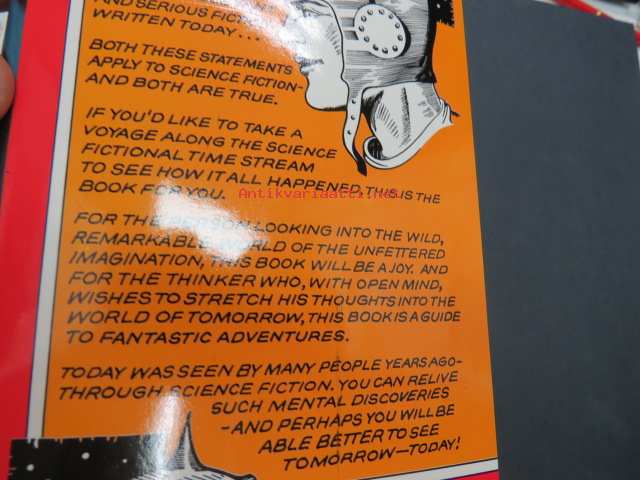 AND SERIOUS FICTION
WRITTEN TODAY...
BOTH THESE STATEMENTS
APPLY TO SCIENCE FICTION-
AND BOTH ARE TRUE.
IF YOU'D LIKE TO TAKE A
VOYAGE ALONG THE SCIENCE
FICTIONAL TIME STREAM
TO SEE HOW IT ALL HAPPENED, THIS IS THE
BOOK FOR YOU.
Antikvariaatti.net
FOR THE PERSON LOOKING INTO THE WILD,
REMARKABLE WORLD OF THE UNFETTERED
IMAGINATION, THIS BOOK WILL BE A JOY. AND
FOR THE THINKER WHO, WITH OPEN MIND,
WISHES TO STRETCH HIS THOUGHTS INTO THE
WORLD OF TOMORROW, THIS BOOK IS A GUIDE
TO FANTASTIC ADVENTURES.
TODAY WAS SEEN BY MANY PEOPLE YEARS AGO-
THROUGH SCIENCE FICTION. YOU CAN RELIVE
SUCH MENTAL DISCOVERIES
-AND PERHAPS YOU WILL BE
ABLE BETTER TO SEE
TOMORROW—TODAY!